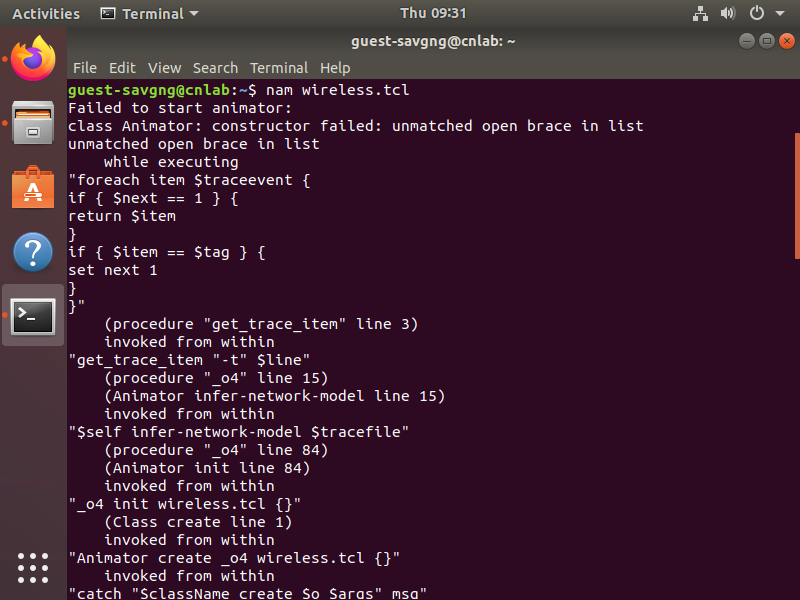 Activities Terminal Thu 09:31
guest-savgng@cnlab: ~
File Edit View Search Terminal Help
guest-savgng@cnlab:~$ nam wireless.tcl
Failed to start animator:
class Animator: constructor failed: unmatched open brace in list
unmatched open brace in list
    while executing
"foreach item $traceevent {
if { $next == 1 } {
return $item
}
if { $item == $tag } {
set next 1
}
}"
    (procedure "get_trace_item" line 3)
    invoked from within
"get_trace_item "-t" $line"
    (procedure "_o4" line 15)
    (Animator infer-network-model line 15)
    invoked from within
"$self infer-network-model $tracefile"
    (procedure "_o4" line 84)
    (Animator init line 84)
    invoked from within
"_o4 init wireless.tcl {}"
    (Class create line 1)
    invoked from within
"Animator create _o4 wireless.tcl {}"
    invoked from within
"catch "$className create $o $args" msg"